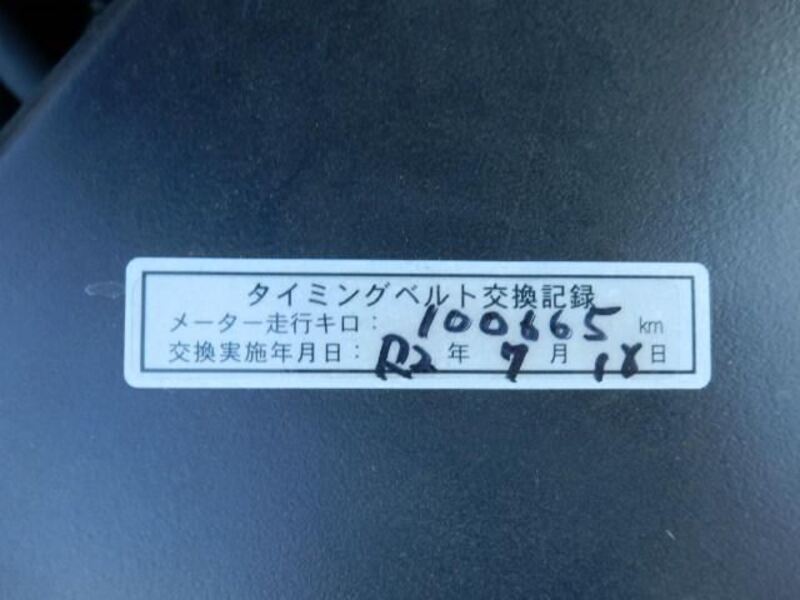 タイミングベルト交換記録
メーター走行キロ： 100665 km
交換実施年月日： R2 年 7 月 18 日